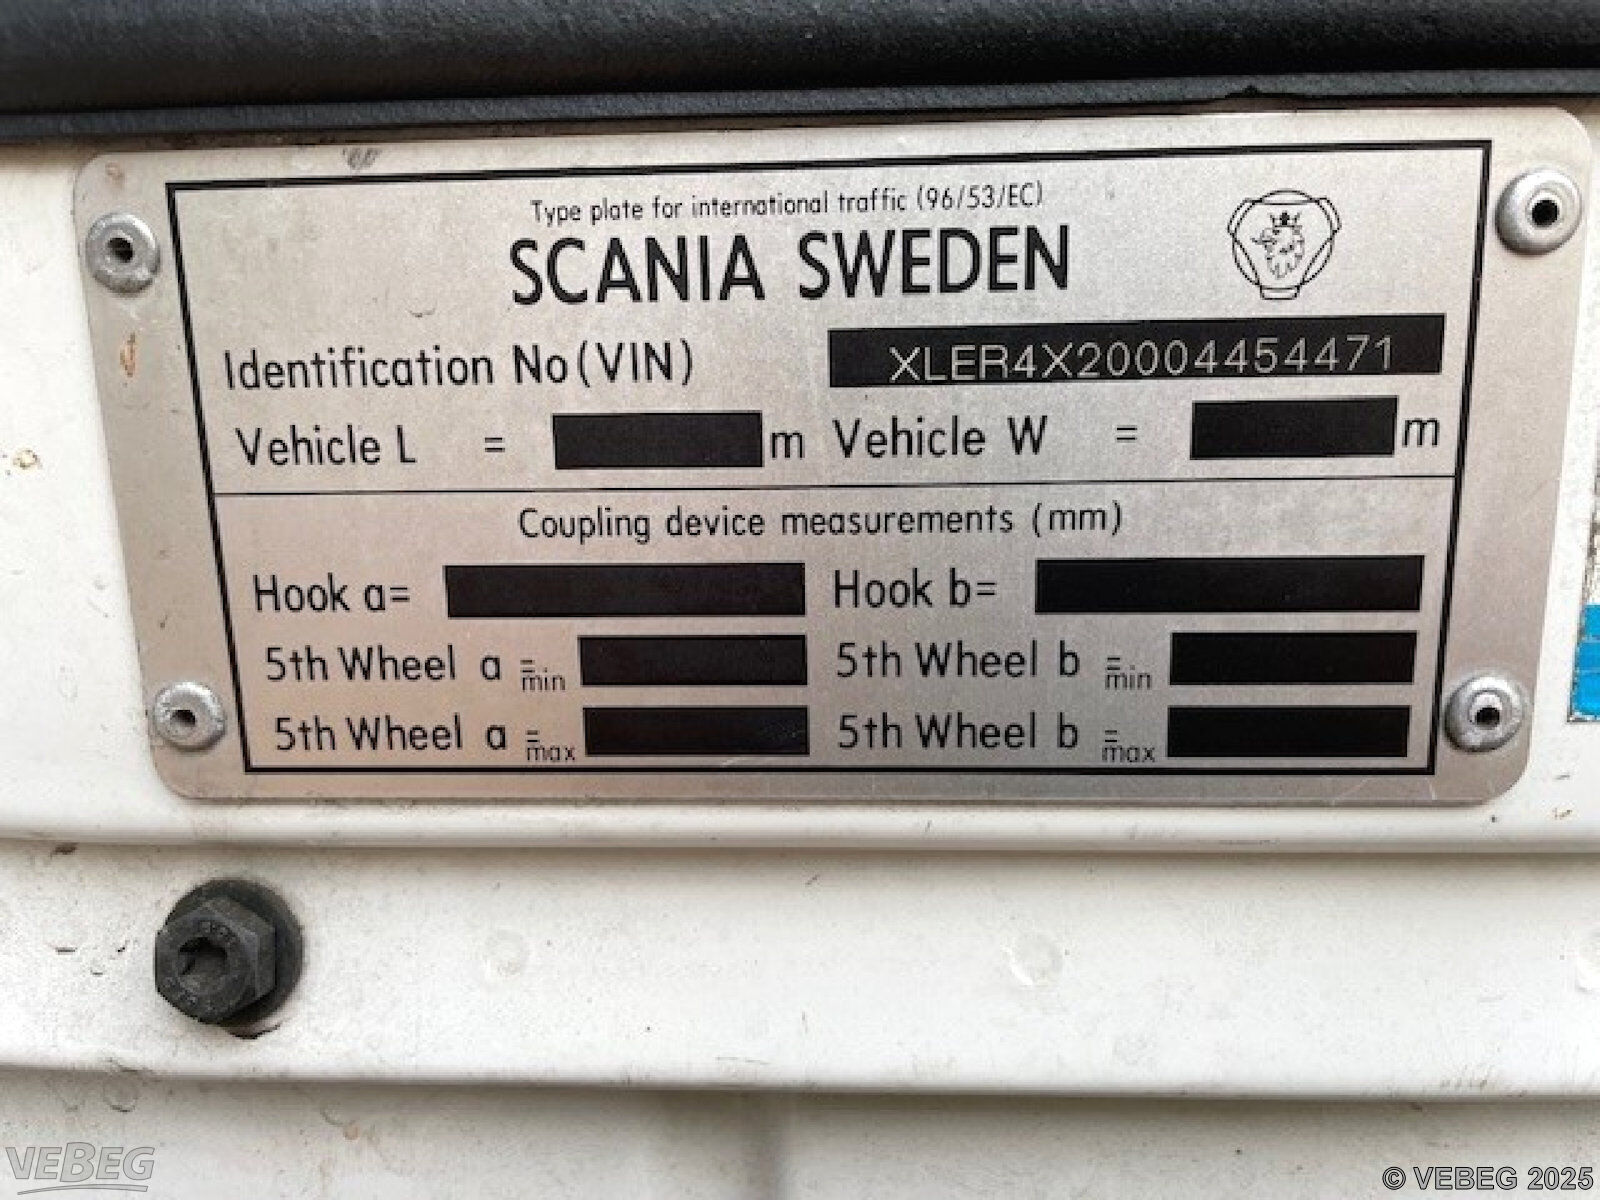 Type plate for international traffic (96/53/EC)
SCANIA SWEDEN
Identification No (VIN) XLER4X20004454471
Vehicle L = m Vehicle W = m
Coupling device measurements (mm)
Hook a= Hook b=
5th Wheel a = min 5th Wheel b = min
5th Wheel a = max 5th Wheel b = max
VEBEG
© VEBEG 2025